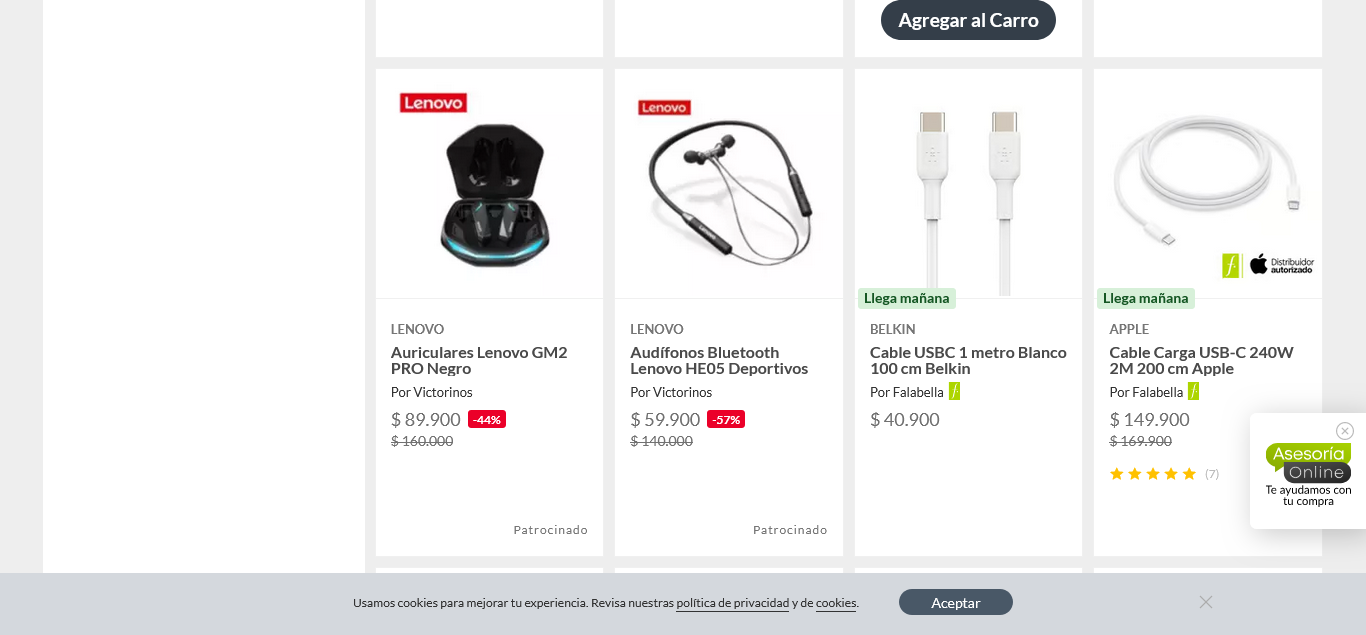 Agregar al Carro
Lenovo
Lenovo
Lenovo
Distribuidor
autorizado
Llega mañana
Llega mañana
LENOVO
Auriculares Lenovo GM2
PRO Negro
Por Victorinos
$ 89.900 -44%
$ 160.000
Patrocinado
LENOVO
Audífonos Bluetooth
Lenovo HE05 Deportivos
Por Victorinos
$ 59.900 -57%
$ 140.000
Patrocinado
BELKIN
Cable USBC 1 metro Blanco
100 cm Belkin
Por Falabella f.
$ 40.900
APPLE
Cable Carga USB-C 240W
2M 200 cm Apple
Por Falabella f.
$ 149.900
$ 169.900
(7)
Asesoría
Online
Te ayudamos con
tu compra
Usamos cookies para mejorar tu experiencia. Revisa nuestras política de privacidad y de cookies.
Aceptar